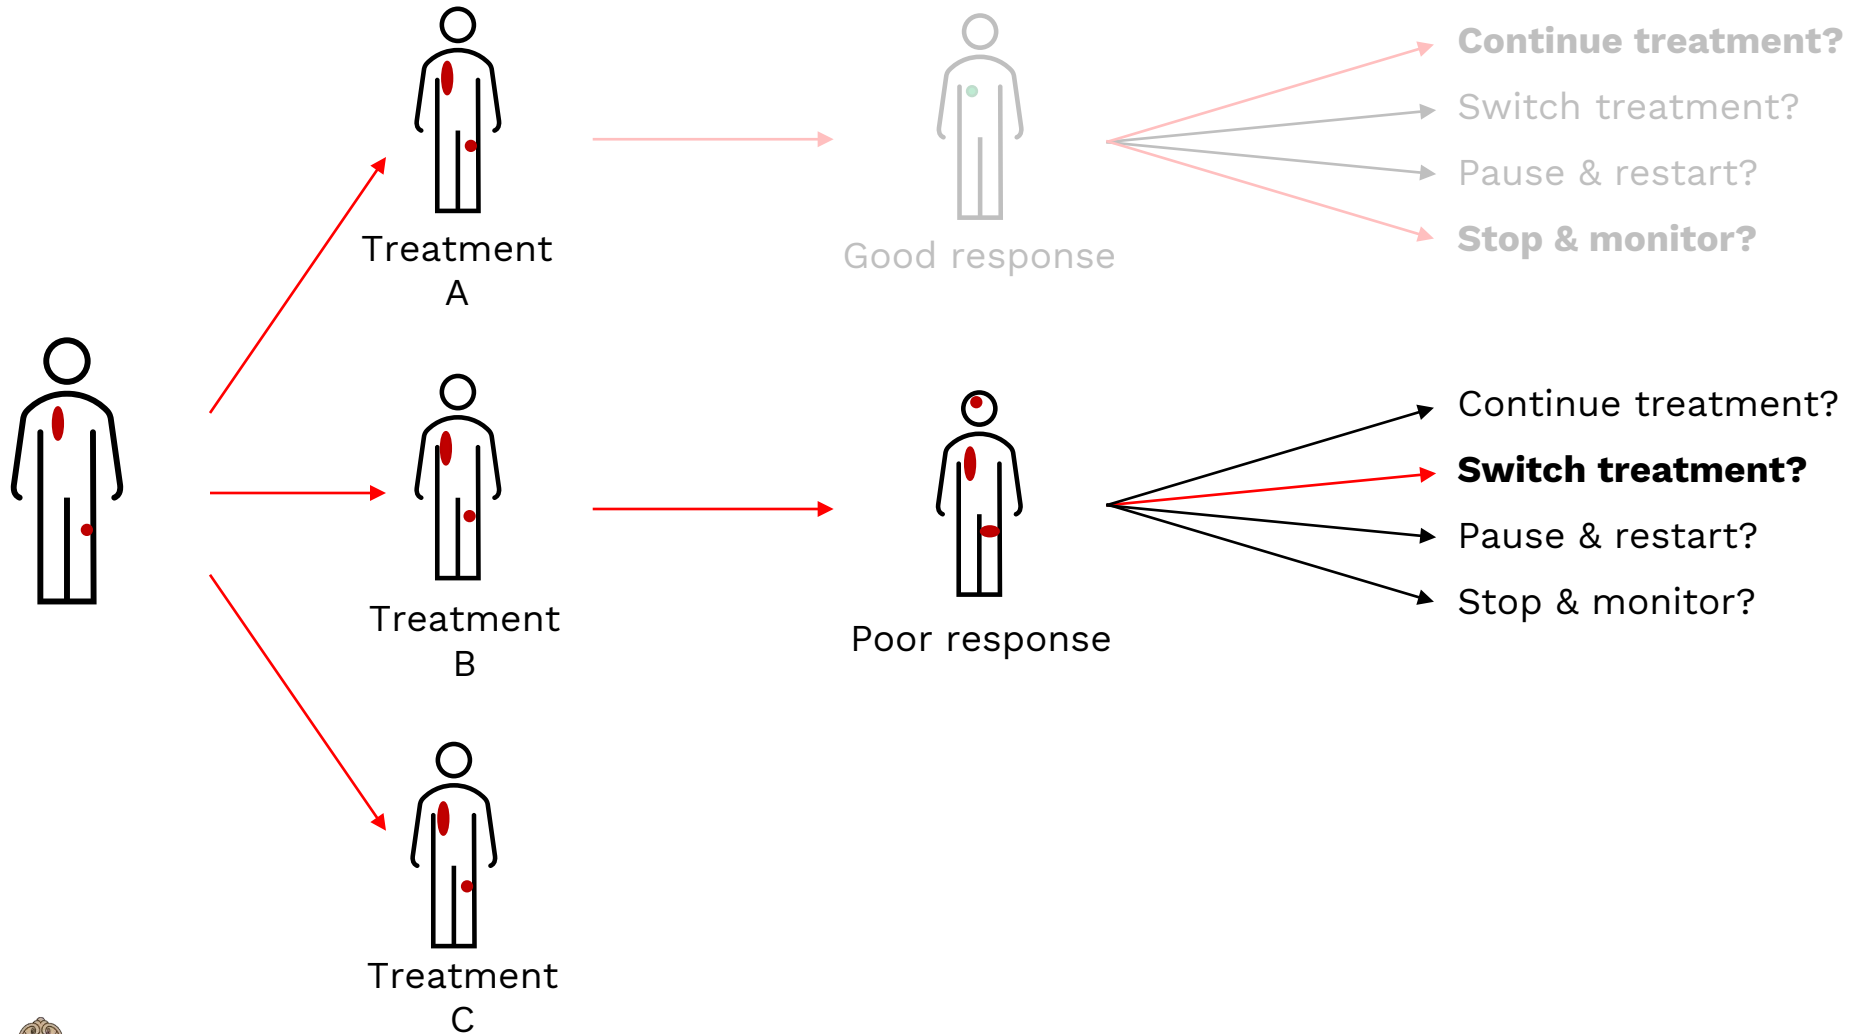 Treatment
A
Good response
Continue treatment?
Switch treatment?
Pause & restart?
Stop & monitor?
Treatment
B
Poor response
Continue treatment?
Switch treatment?
Pause & restart?
Stop & monitor?
Treatment
C